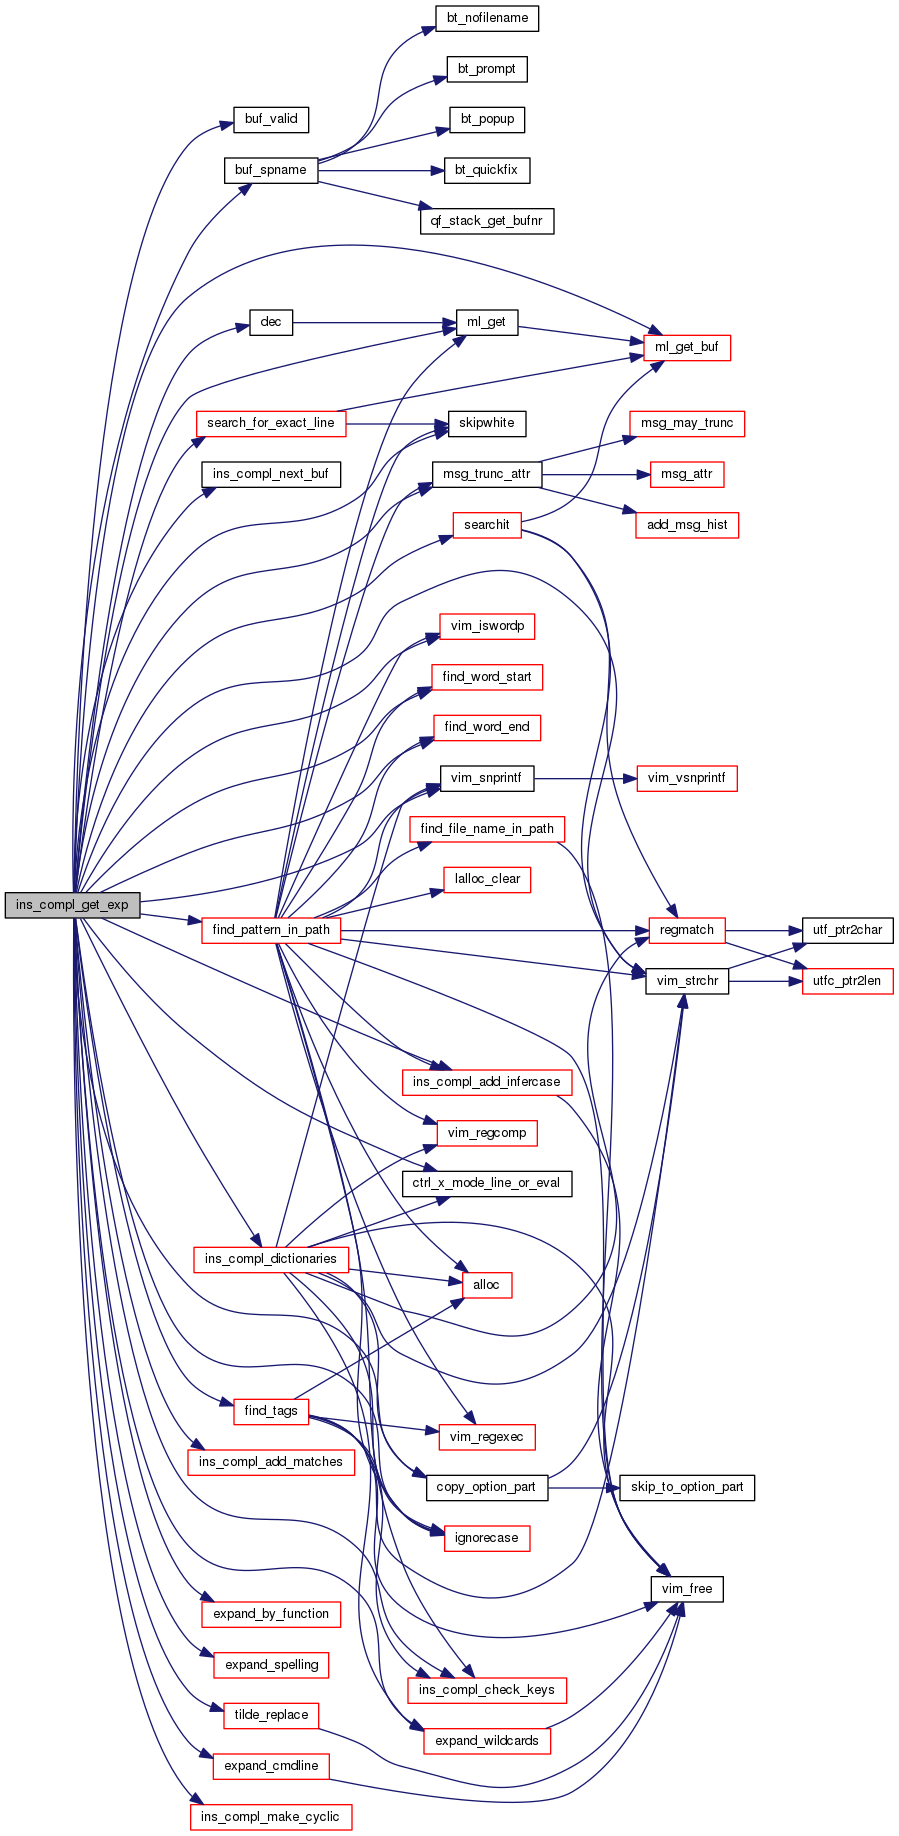 bt_nofilename
bt_prompt
buf_valid
bt_popup
buf_spname
bt_quickfix
qf_stack_get_bufnr
dec
ml_get
ml_get_buf
search_for_exact_line
skipwhite
msg_may_trunc
ins_compl_next_buf
msg_trunc_attr
msg_attr
searchit
add_msg_hist
vim_iswordp
find_word_start
find_word_end
vim_snprintf
vim_vsnprintf
find_file_name_in_path
lalloc_clear
ins_compl_get_exp
find_pattern_in_path
regmatch
utf_ptr2char
vim_strchr
utfc_ptr2len
ins_compl_add_infercase
vim_regcomp
ctrl_x_mode_line_or_eval
ins_compl_dictionaries
alloc
find_tags
vim_regexec
ins_compl_add_matches
copy_option_part
skip_to_option_part
ignorecase
vim_free
expand_by_function
expand_spelling
ins_compl_check_keys
tilde_replace
expand_wildcards
expand_cmdline
ins_compl_make_cyclic